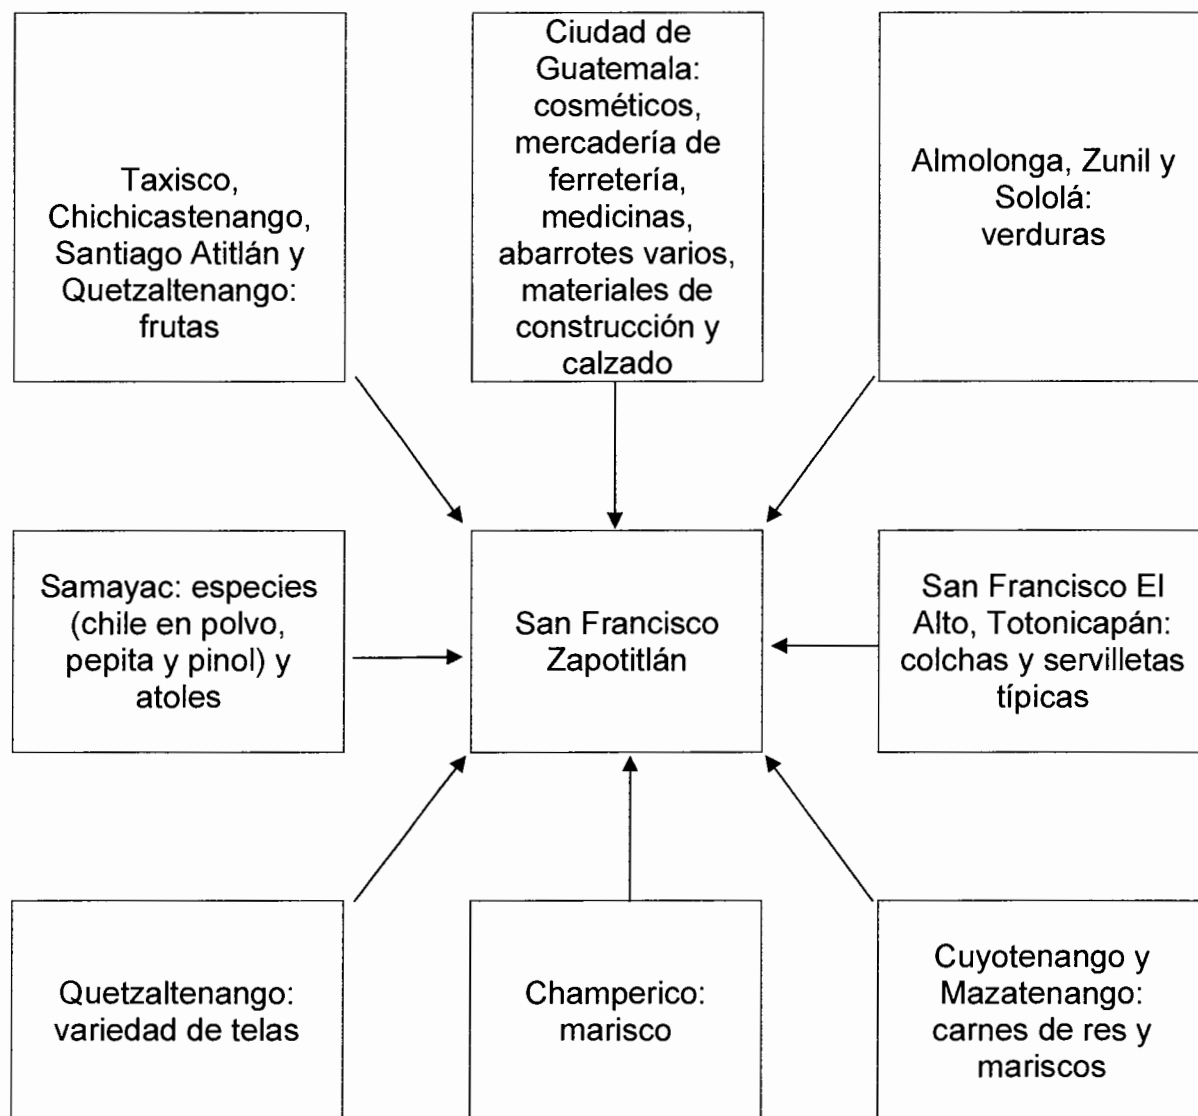 Taxisco,
Chichicastenango,
Santiago Atitlán y
Quetzaltenango:
frutas
Ciudad de
Guatemala:
cosméticos,
mercadería de
ferretería,
medicinas,
abarrotes varios,
materiales de
construcción y
calzado
Almolonga, Zunil y
Sololá:
verduras
Samayac: especies
(chile en polvo,
pepita y pinol) y
atoles
San Francisco
Zapotitlán
San Francisco El
Alto, Totonicapán:
colchas y servilletas
típicas
Quetzaltenango:
variedad de telas
Champerico:
marisco
Cuyotenango y
Mazatenango:
carnes de res y
mariscos